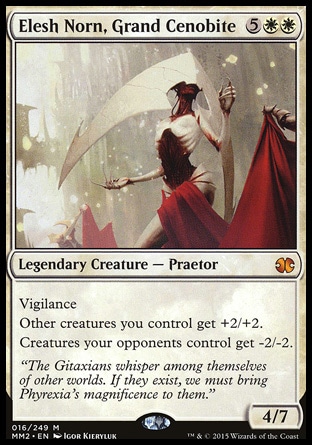 Elesh Norn, Grand Cenobite 5
Legendary Creature — Praetor
Vigilance
Other creatures you control get +2/+2.
Creatures your opponents control get -2/-2.
“The Gitaxians whisper among themselves
of other worlds. If they exist, we must bring
Phyrexia’s magnificence to them.”
4/7
016/249 M
MM2 • EN Igor Kieryluk
™ & © 2015 Wizards of the Coast